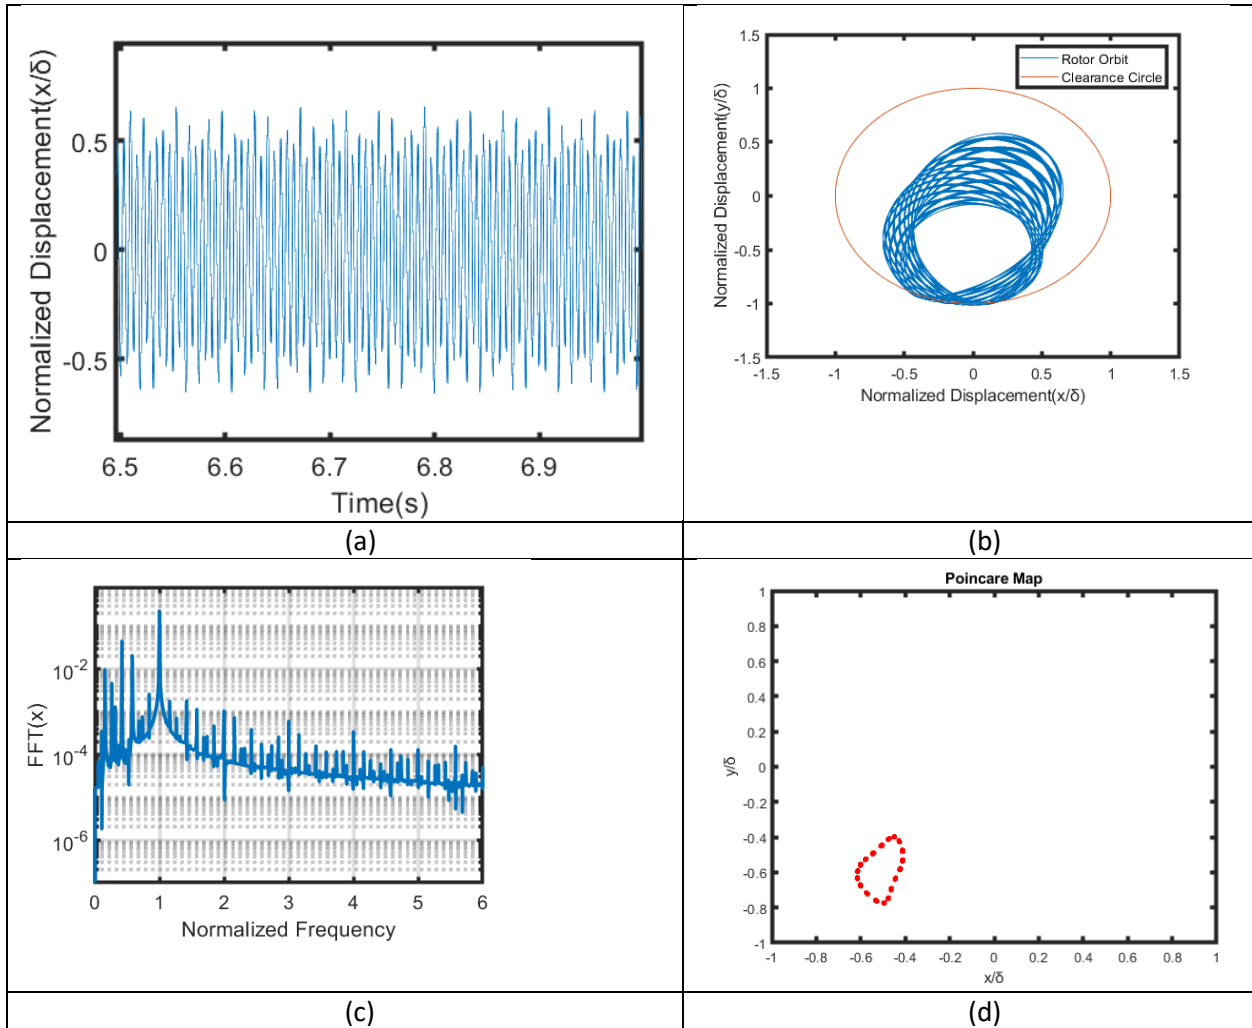 Normalized Displacement(x/δ)
0.5
0
-0.5
6.5 6.6 6.7 6.8 6.9
Time(s)
(a)
Normalized Displacement(y/δ)
1.5
1
0.5
0
-0.5
-1
-1.5
Rotor Orbit
Clearance Circle
-1.5 -1 -0.5 0 0.5 1 1.5
Normalized Displacement(x/δ)
(b)
FFT(x)
10-2
10-4
10-6
0 1 2 3 4 5 6
Normalized Frequency
(c)
Poincare Map
y/δ
1
0.8
0.6
0.4
0.2
0
-0.2
-0.4
-0.6
-0.8
-1
-1 -0.8 -0.6 -0.4 -0.2 0 0.2 0.4 0.6 0.8 1
x/δ
(d)